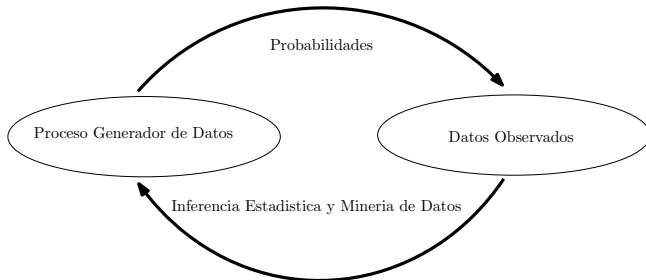 Probabilidades
Proceso Generador de Datos
Datos Observados
Inferencia Estadistica y Mineria de Datos